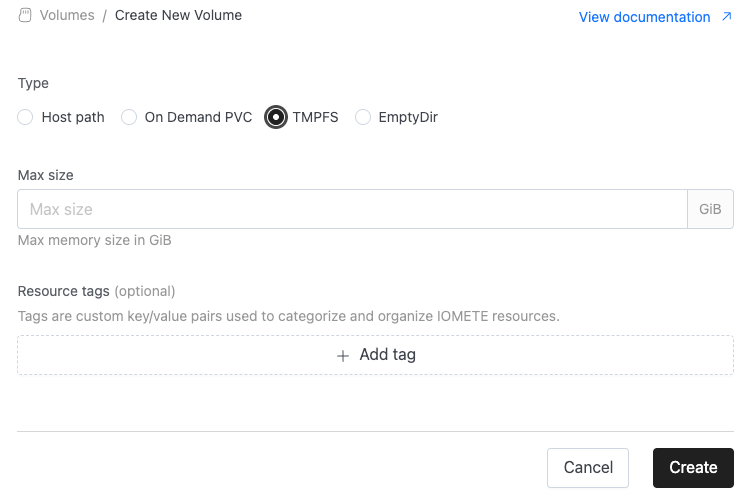 Volumes / Create New Volume
View documentation
Type
Host path
On Demand PVC
TMPFS
EmptyDir
Max size
Max size
GiB
Max memory size in GiB
Resource tags (optional)
Tags are custom key/value pairs used to categorize and organize IOMETE resources.
+ Add tag
Cancel
Create